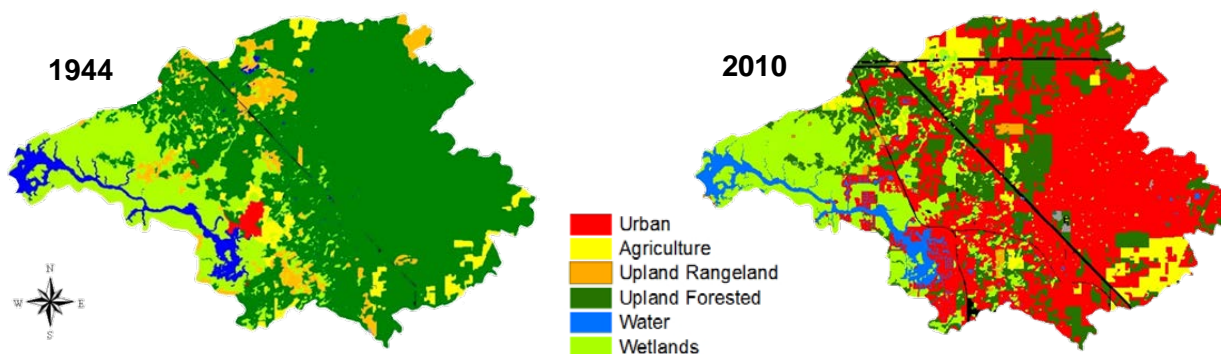 1944
2010
N
W E
S
Urban
Agriculture
Upland Rangeland
Upland Forested
Water
Wetlands